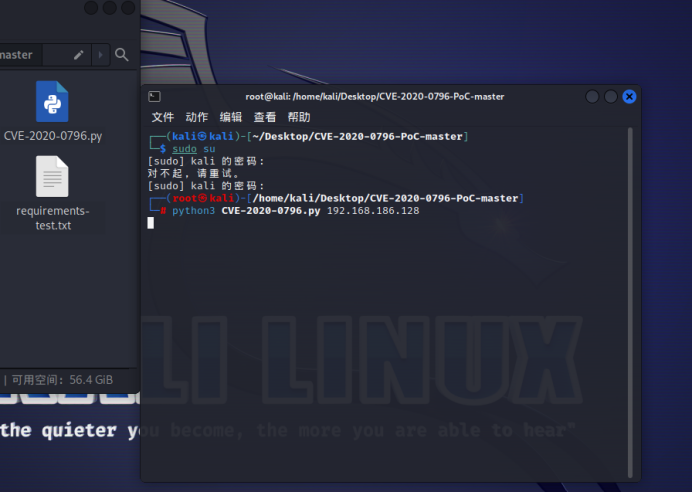 master
CVE-2020-0796.py
requirements-
test.txt
| 可用空间: 56.4 GiB
root@kali: /home/kali/Desktop/CVE-2020-0796-PoC-master
文件 动作 编辑 查看 帮助
┌──(kali㉿kali)-[~/Desktop/CVE-2020-0796-PoC-master]
└─$ sudo su
[sudo] kali 的密码:
对不起，请重试。
[sudo] kali 的密码:
┌──(root㉿kali)-[/home/kali/Desktop/CVE-2020-0796-PoC-master]
└─# python3 CVE-2020-0796.py 192.168.186.128
LI LINUX
the quieter you become, the more you are able to hear"